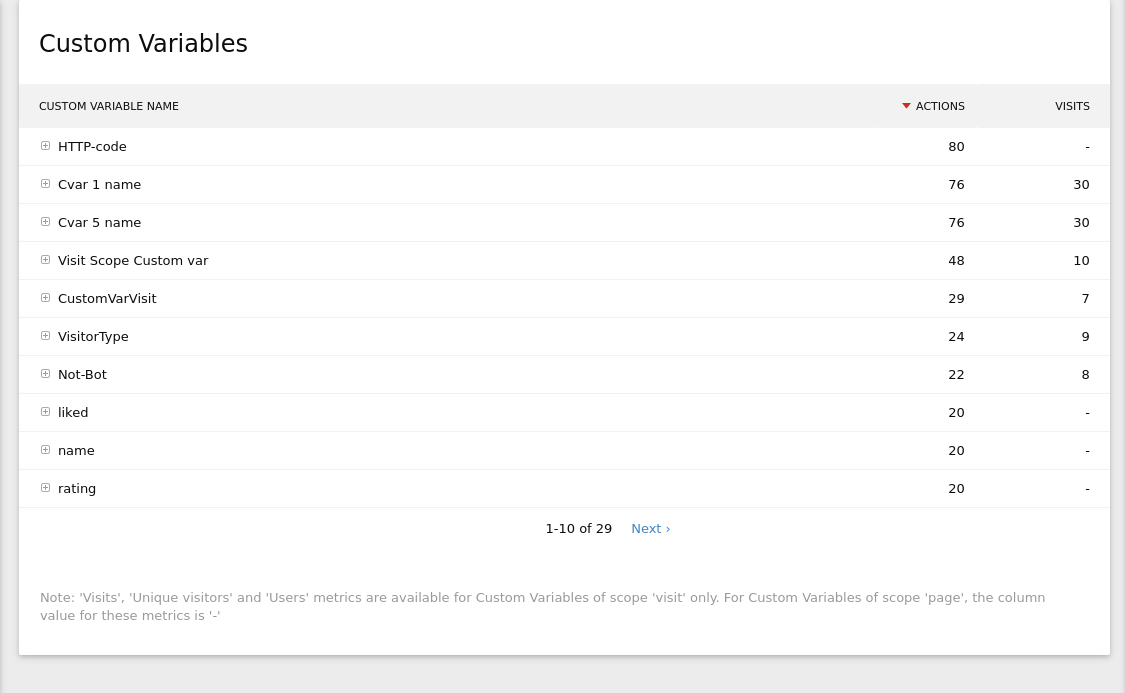 Custom Variables
CUSTOM VARIABLE NAME ACTIONS VISITS
HTTP-code 80 -
Cvar 1 name 76 30
Cvar 5 name 76 30
Visit Scope Custom var 48 10
CustomVarVisit 29 7
VisitorType 24 9
Not-Bot 22 8
liked 20 -
name 20 -
rating 20 -
1-10 of 29 Next ›
Note: 'Visits', 'Unique visitors' and 'Users' metrics are available for Custom Variables of scope 'visit' only. For Custom Variables of scope 'page', the column
value for these metrics is '-'